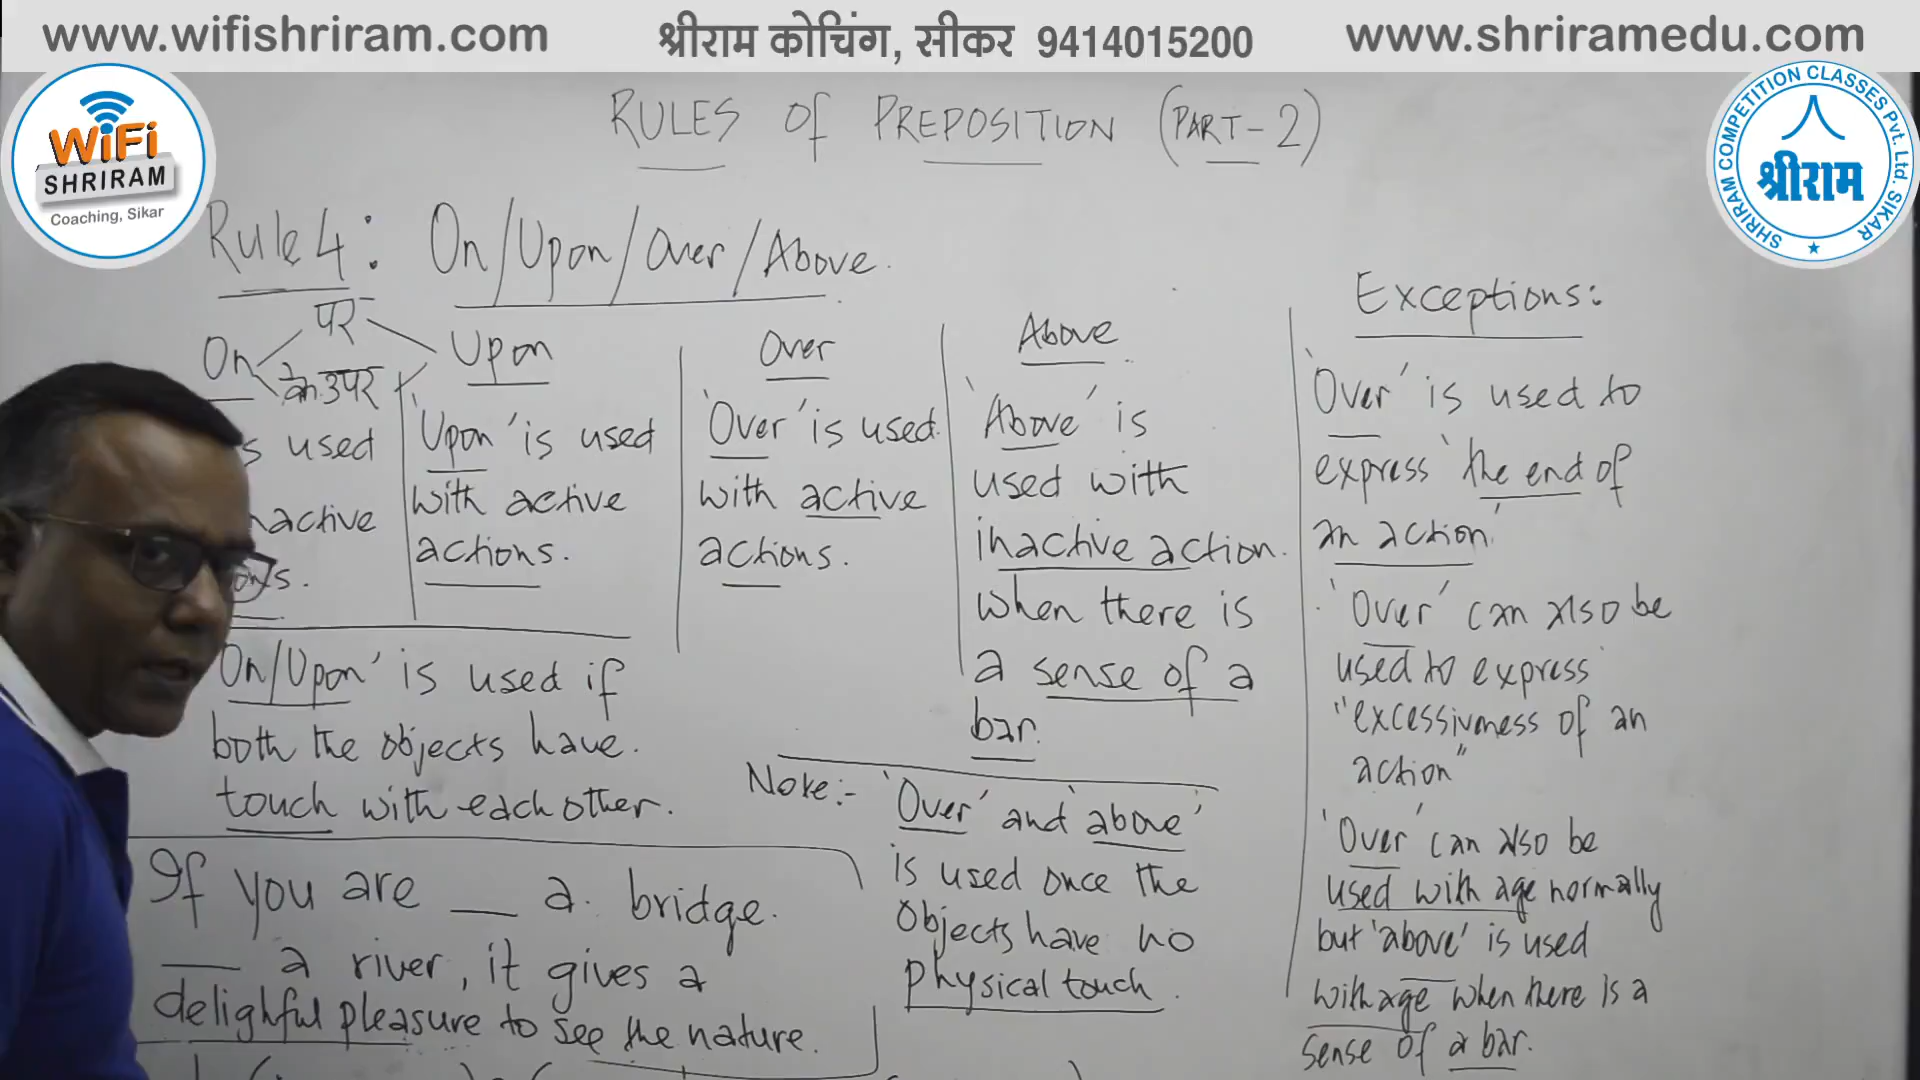 www.wifishriram.com
श्रीराम कोचिंग, सीकर 9414015200
www.shriramedu.com
WiFi
SHRIRAM
Coaching, Sikar
SHRIRAM COMPETITION CLASSES Pvt. Ltd. SIKAR
श्रीराम
RULES of PREPOSITION (PART-2)
Rule 4: On/Upon/Over/Above.
On
पर
के उपर
used
Upon
'Upon' is used
with active
actions.
Over
'Over' is used
with active
actions.
Above
'Above' is
used with
inactive action.
when there is
a sense of a
bar.
On/Upon' is used if
both the objects have
touch with each other.
Note:- 'Over' and 'above'
is used once the
objects have no
physical touch.
If you are __ a bridge
__ a river, it gives a
delighful pleasure to see the nature.
Exceptions:
'Over' is used to
express 'the end of
an action'
'Over' can also be
used to express
"excessivness of an
action"
'Over' can also be
used with age normally
but 'above' is used
with age when there is a
sense of a bar.